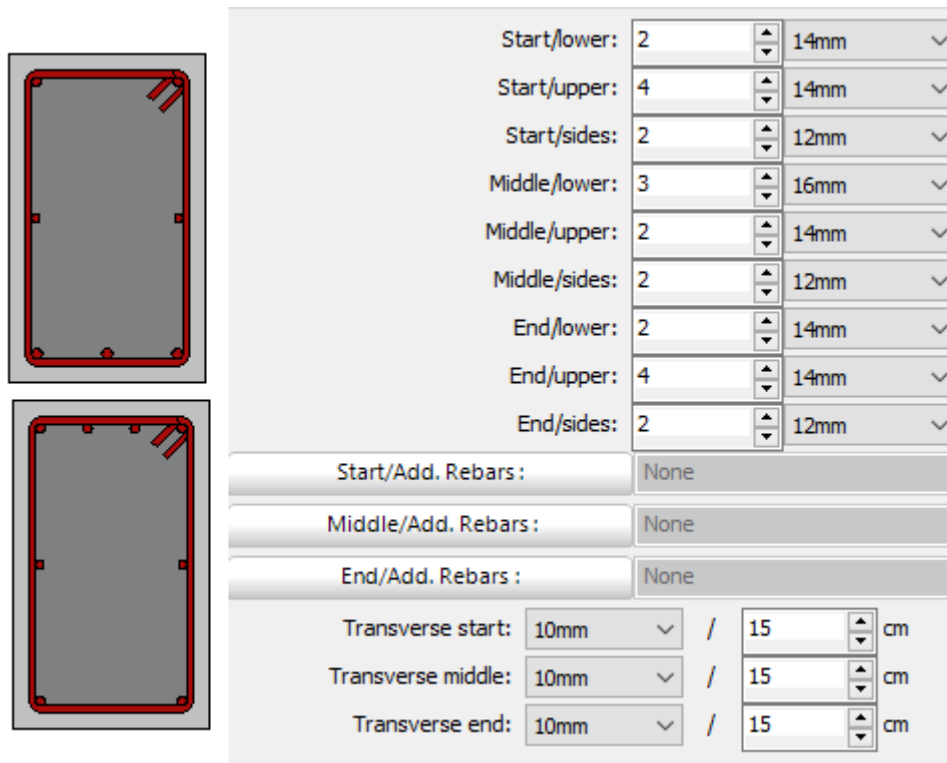 Start/lower: 2 14mm
Start/upper: 4 14mm
Start/sides: 2 12mm
Middle/lower: 3 16mm
Middle/upper: 2 14mm
Middle/sides: 2 12mm
End/lower: 2 14mm
End/upper: 4 14mm
End/sides: 2 12mm
Start/Add. Rebars : None
Middle/Add. Rebars : None
End/Add. Rebars : None
Transverse start: 10mm / 15 cm
Transverse middle: 10mm / 15 cm
Transverse end: 10mm / 15 cm